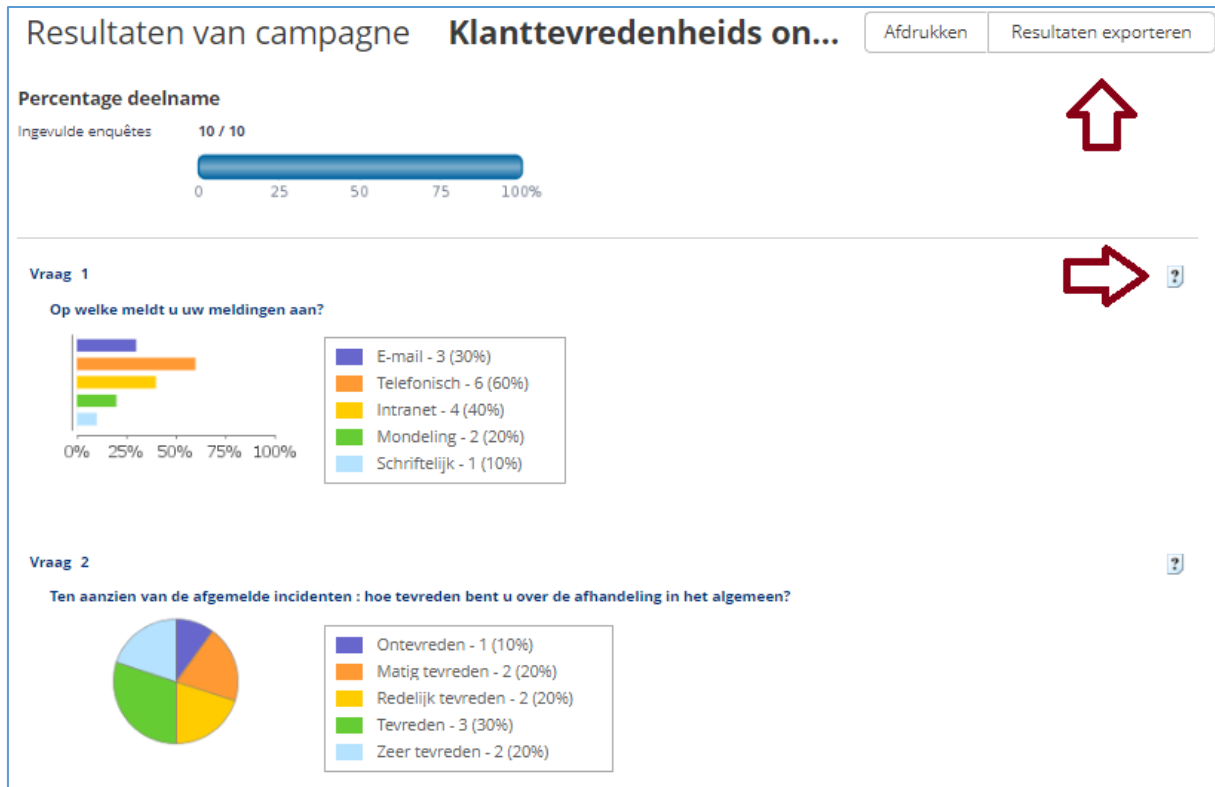 Resultaten van campagne Klanttevredenheids on... Afdrukken Resultaten exporteren
Percentage deelname
Ingevulde enquêtes 10 / 10
0 25 50 75 100%
Vraag 1
?
Op welke meldt u uw meldingen aan?
E-mail - 3 (30%)
Telefonisch - 6 (60%)
Intranet - 4 (40%)
Mondeling - 2 (20%)
Schriftelijk - 1 (10%)
0% 25% 50% 75% 100%
Vraag 2
?
Ten aanzien van de afgemelde incidenten : hoe tevreden bent u over de afhandeling in het algemeen?
Ontevreden - 1 (10%)
Matig tevreden - 2 (20%)
Redelijk tevreden - 2 (20%)
Tevreden - 3 (30%)
Zeer tevreden - 2 (20%)